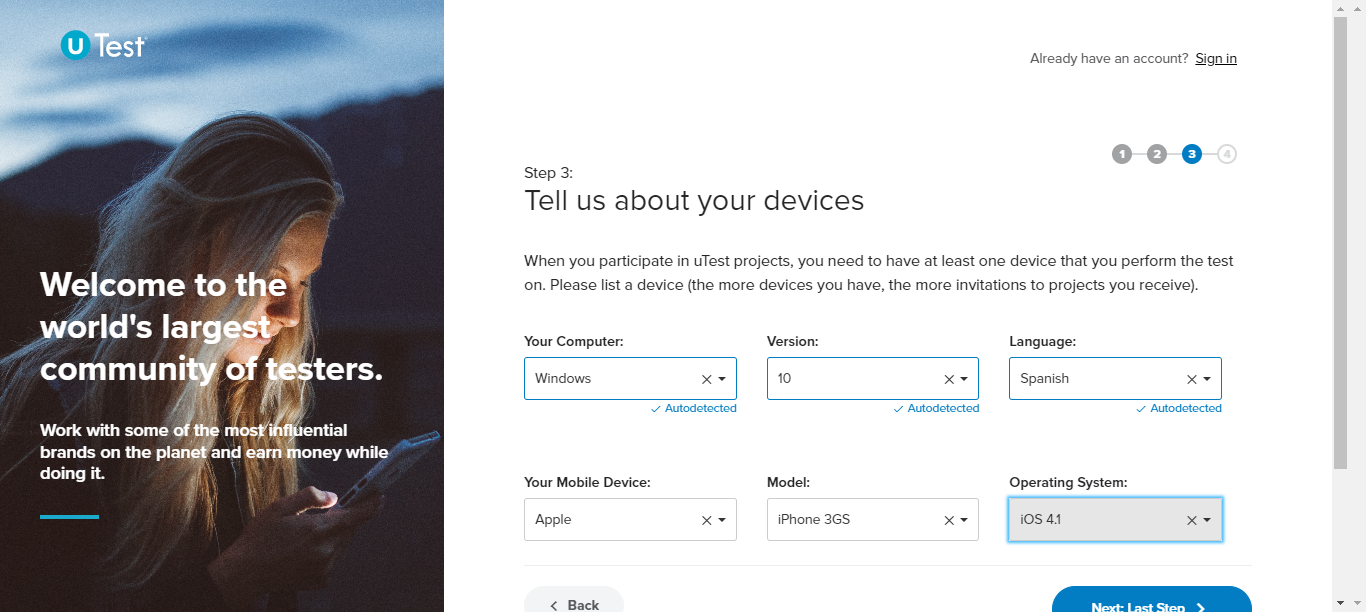 uTest
Already have an account? Sign in
1 2 3 4
Step 3:
Tell us about your devices
When you participate in uTest projects, you need to have at least one device that you perform the test
on. Please list a device (the more devices you have, the more invitations to projects you receive).
Welcome to the
world's largest
community of testers.
Work with some of the most influential
brands on the planet and earn money while
doing it.
Your Computer: Version: Language:
Windows 10 Spanish
Autodetected Autodetected Autodetected
Your Mobile Device: Model: Operating System:
Apple iPhone 3GS iOS 4.1
Back Next: Last Step